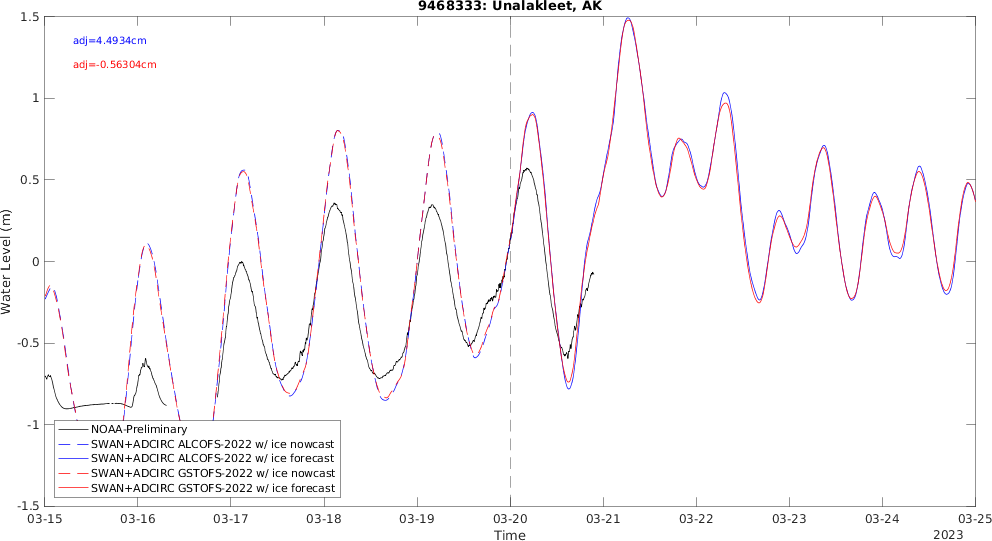 9468333: Unalakleet, AK
adj=4.4934cm
adj=-0.56304cm
Water Level (m)
1.5
1
0.5
0
-0.5
-1
-1.5
NOAA-Preliminary
SWAN+ADCIRC ALCOFS-2022 w/ ice nowcast
SWAN+ADCIRC ALCOFS-2022 w/ ice forecast
SWAN+ADCIRC GSTOFS-2022 w/ ice nowcast
SWAN+ADCIRC GSTOFS-2022 w/ ice forecast
03-15 03-16 03-17 03-18 03-19 03-20 03-21 03-22 03-23 03-24 03-25
Time
2023